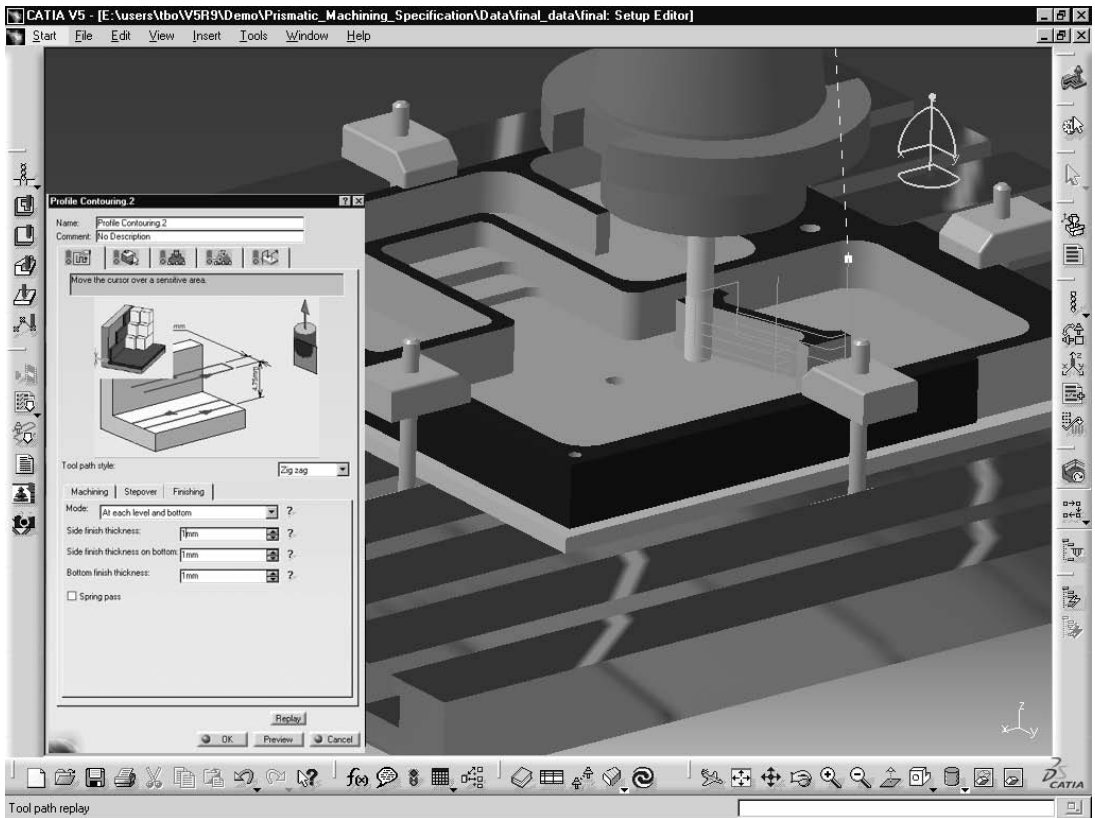 CATIA V5 - [E:\users\tbo\V5R9\Demo\Prismatic_Machining_Specification\Data\final_data\final: Setup Editor]
Start File Edit View Insert Tools Window Help
Profile Contouring.2
Name: Profile Contouring.2
Comment: No Description
Move the cursor over a sensitive area.
mm
4.75mm
Tool path style: Zig zag
Machining Stepover Finishing
Mode: At each level and bottom ?
Side finish thickness: 1mm ?
Side finish thickness on bottom: 1mm ?
Bottom finish thickness: 1mm ?
Spring pass
Replay
OK Preview Cancel
x y
z
x y
f(x)
CATIA
Tool path replay